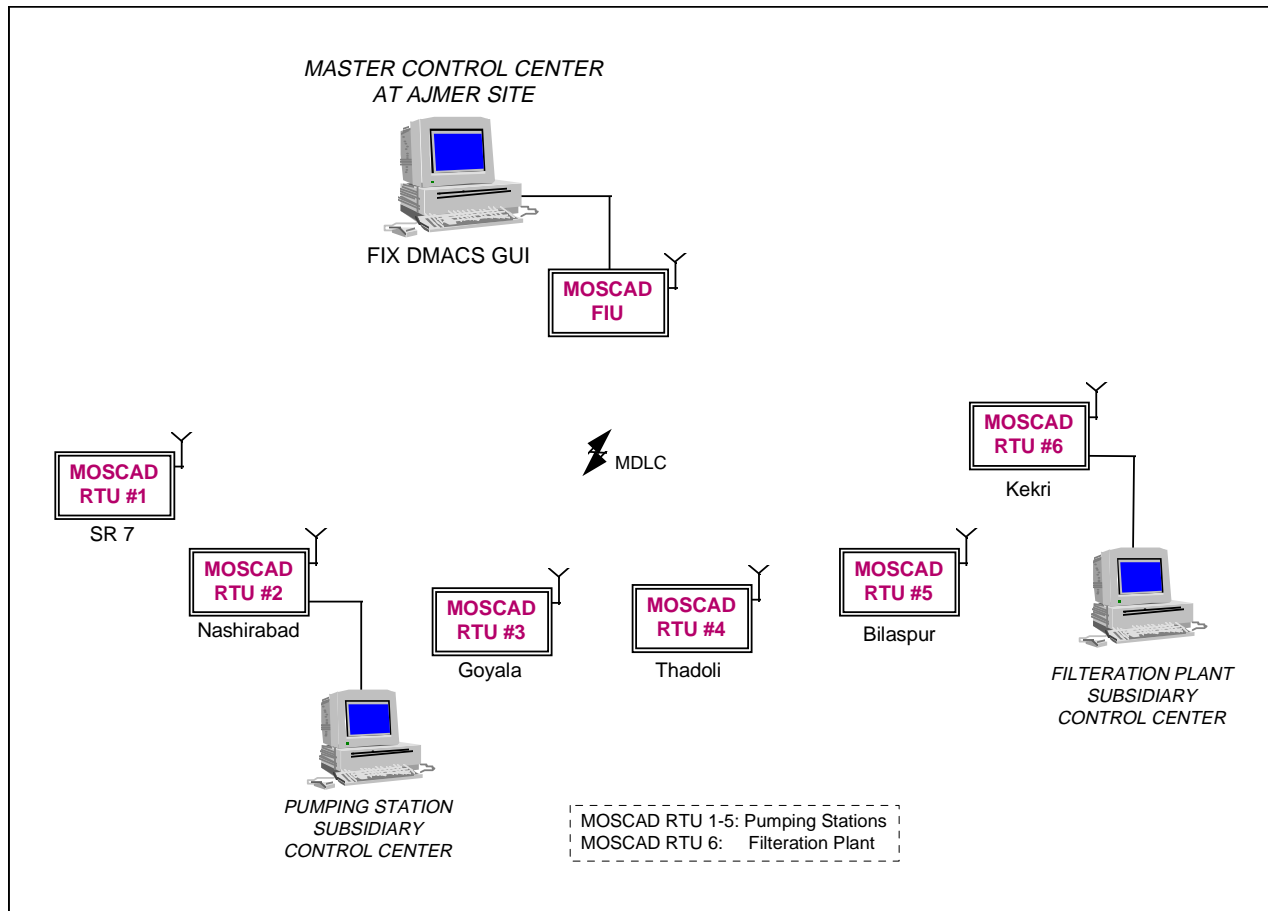 MASTER CONTROL CENTER
AT AJMER SITE
FIX DMACS GUI
MOSCAD
FIU
MDLC
MOSCAD
RTU #1
SR 7
MOSCAD
RTU #2
Nashirabad
MOSCAD
RTU #3
Goyala
MOSCAD
RTU #4
Thadoli
MOSCAD
RTU #5
Bilaspur
MOSCAD
RTU #6
Kekri
PUMPING STATION
SUBSIDIARY
CONTROL CENTER
FILTERATION PLANT
SUBSIDIARY
CONTROL CENTER
MOSCAD RTU 1-5: Pumping Stations
MOSCAD RTU 6: Filteration Plant